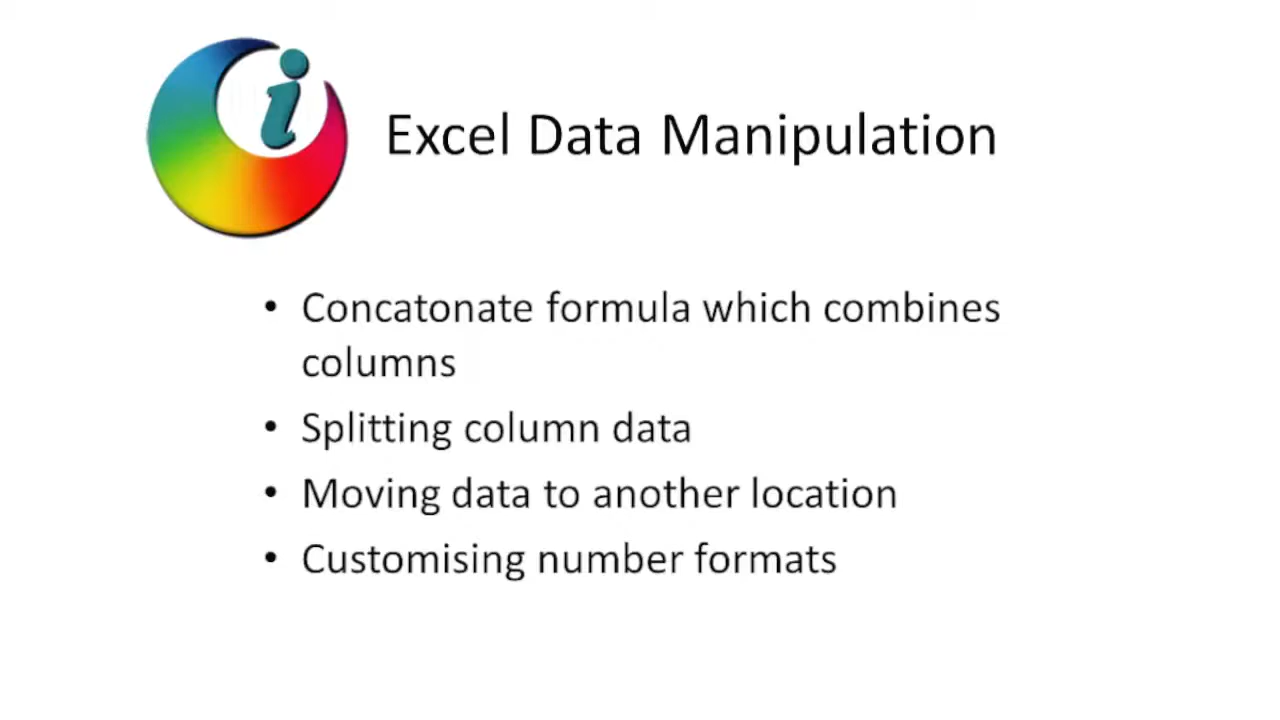 i
Excel Data Manipulation
• Concatonate formula which combines
columns
• Splitting column data
• Moving data to another location
• Customising number formats